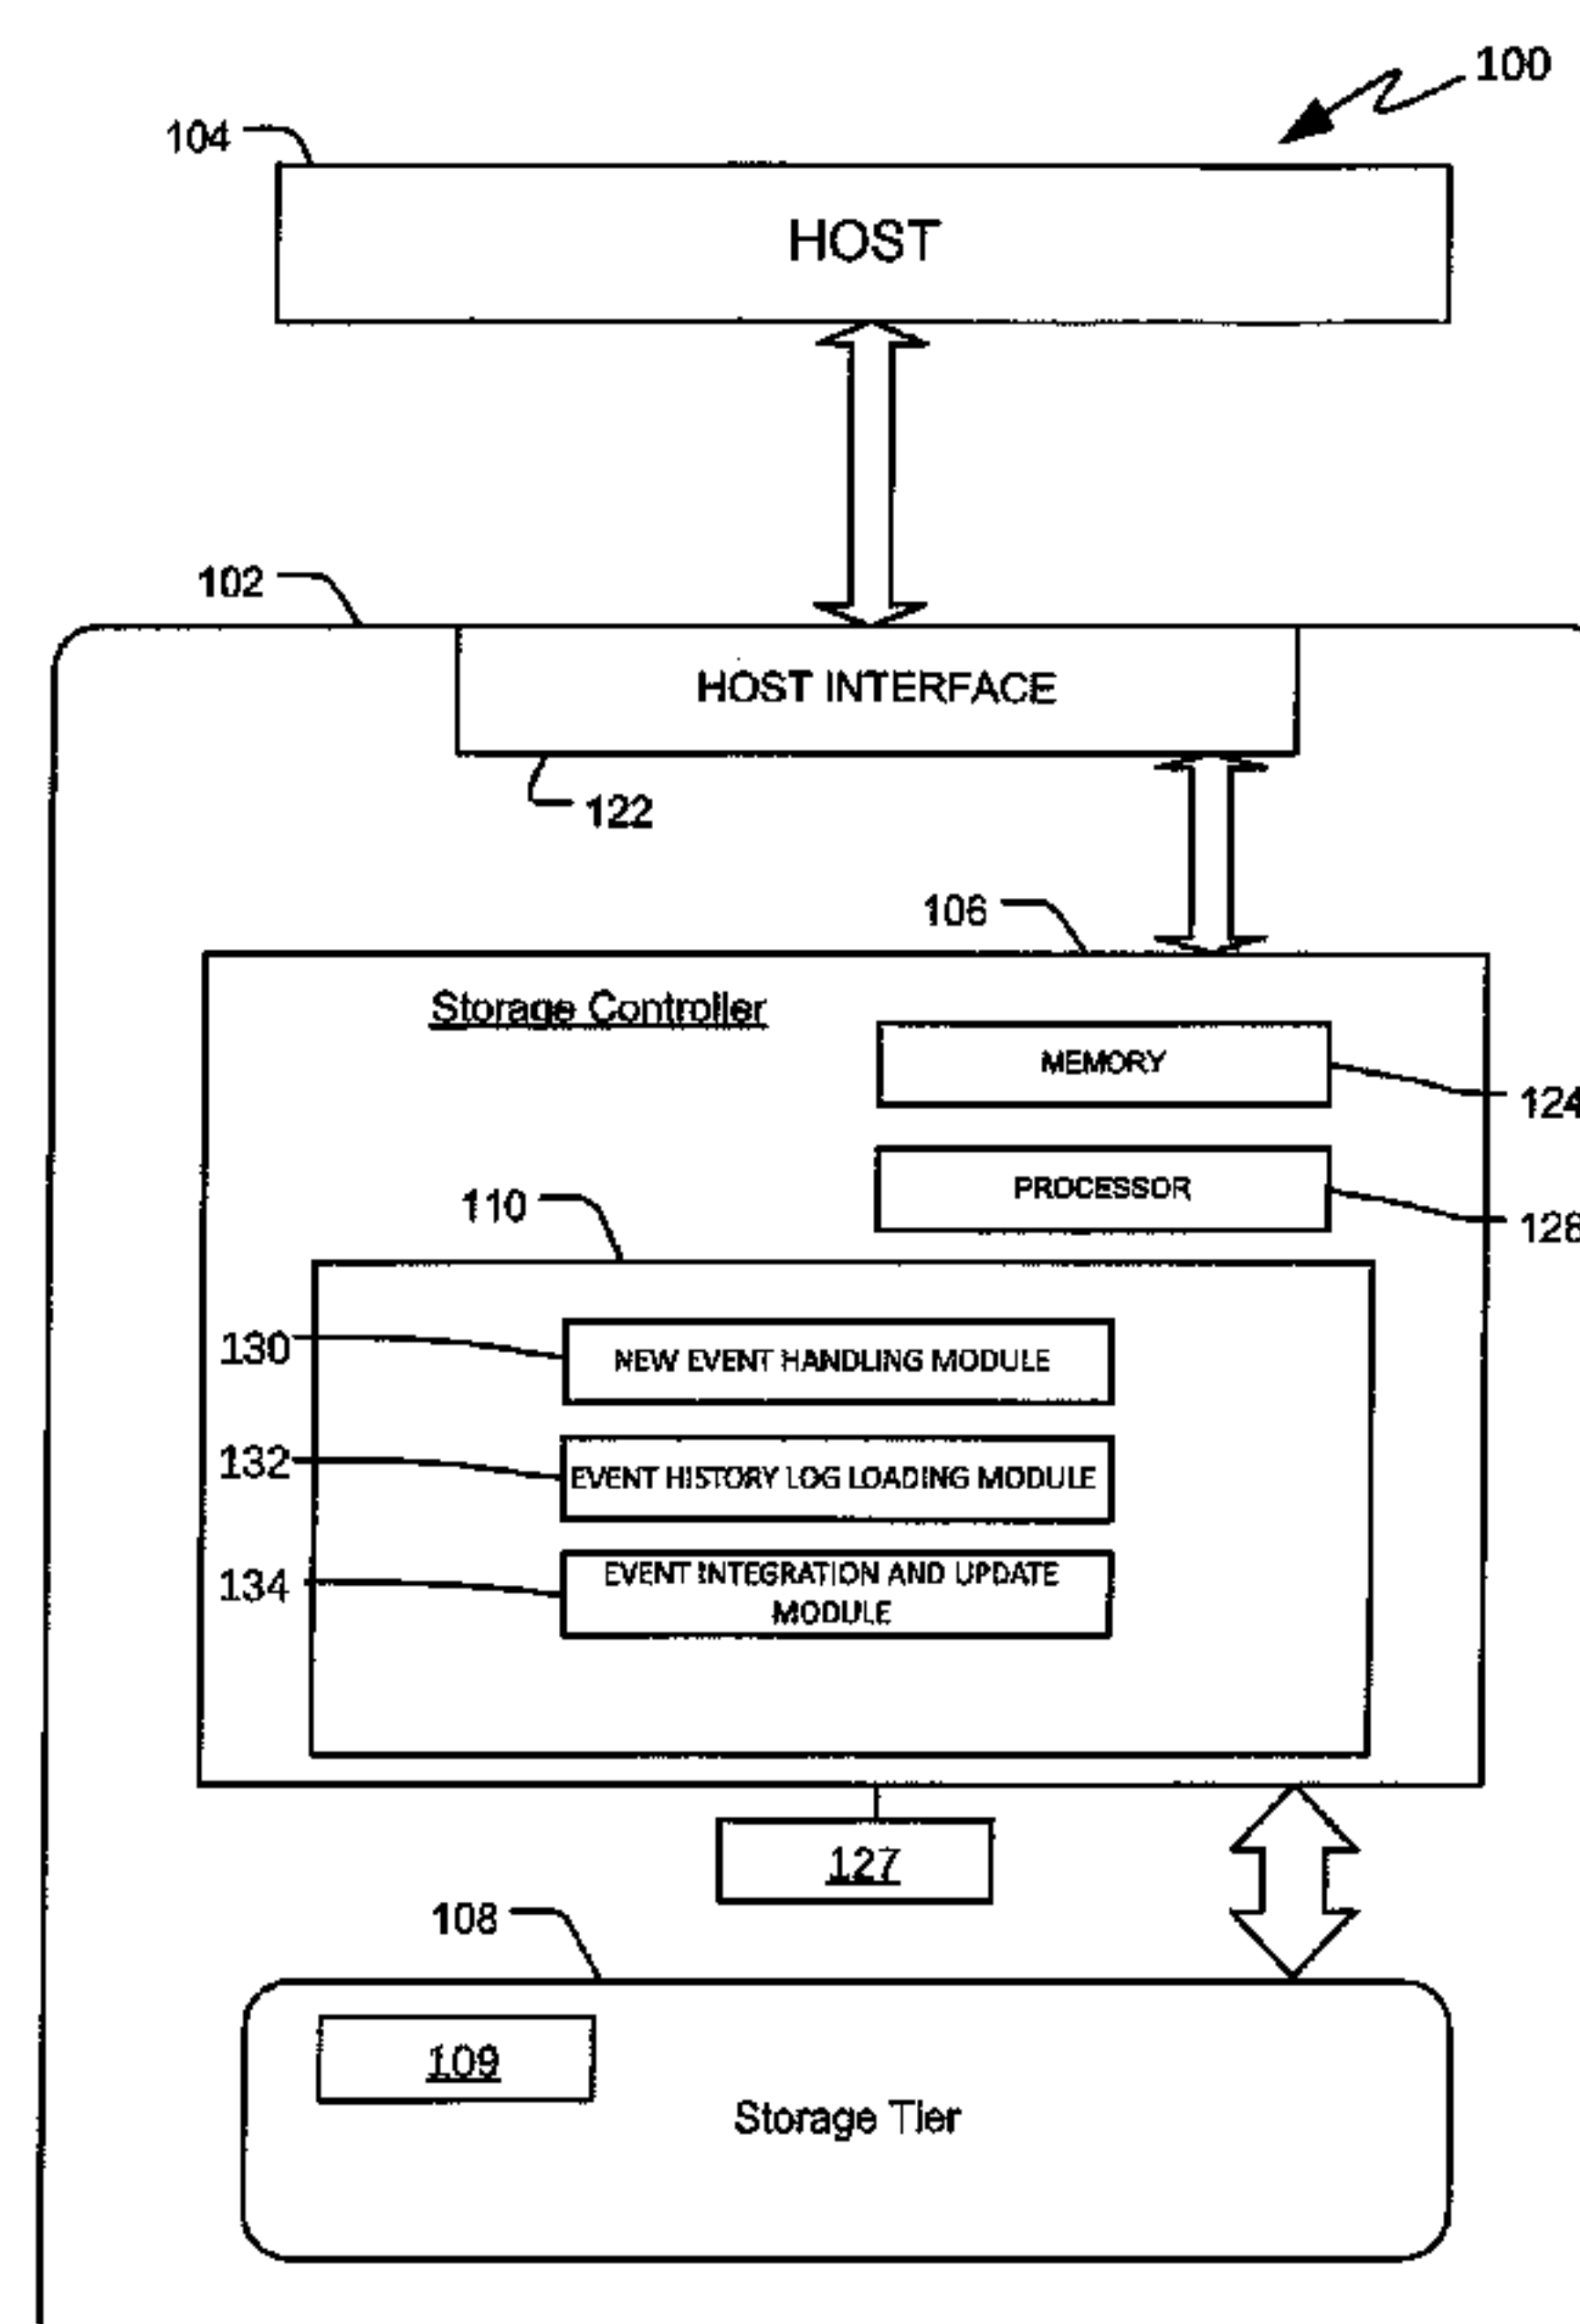 100
104
HOST
102
HOST INTERFACE
122
106
Storage Controller
MEMORY
124
PROCESSOR
128
110
130
NEW EVENT HANDLING MODULE
132
EVENT HISTORY LOG LOADING MODULE
134
EVENT INTEGRATION AND UPDATE
MODULE
127
108
109
Storage Tier